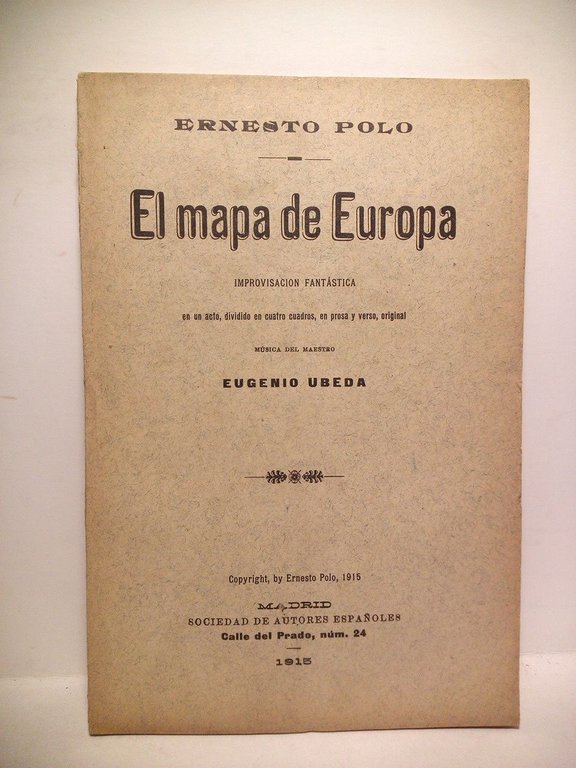 ERNESTO POLO
El mapa de Europa
IMPROVISACION FANTÁSTICA
en un acto, dividido en cuatro cuadros, en prosa y verso, original
MÚSICA DEL MAESTRO
EUGENIO UBEDA
Copyright, by Ernesto Polo, 1915
MADRID
SOCIEDAD DE AUTORES ESPAÑOLES
Calle del Prado, núm. 24
1915